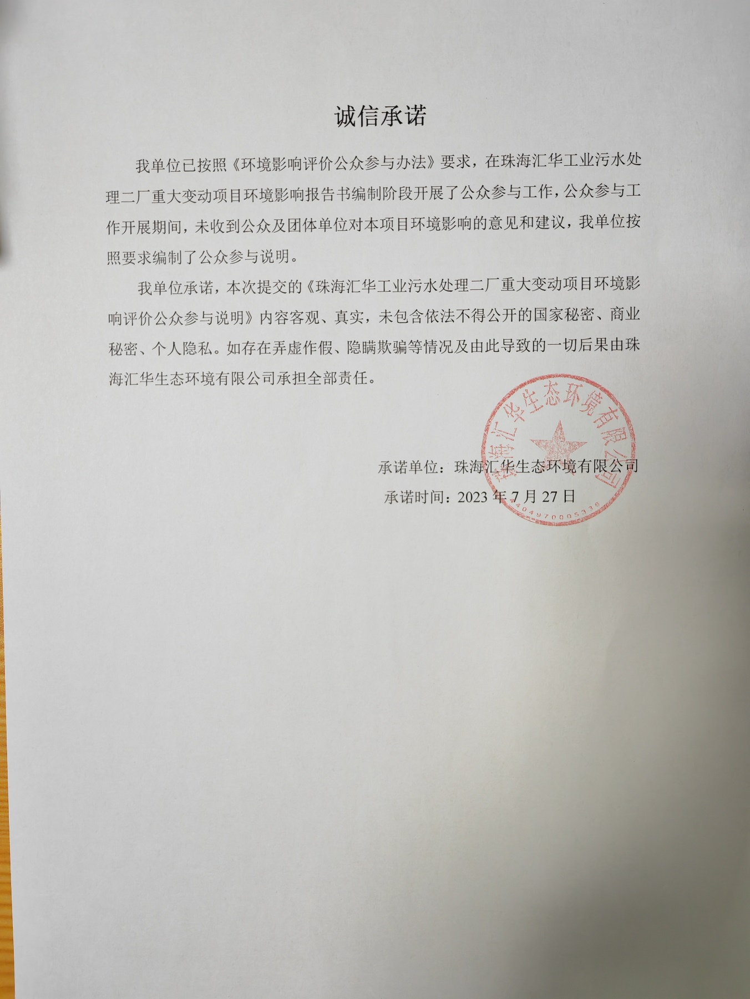 诚信承诺
我单位已按照《环境影响评价公众参与办法》要求，在珠海汇华工业污水处
理二厂重大变动项目环境影响报告书编制阶段开展了公众参与工作，公众参与工
作开展期间，未收到公众及团体单位对本项目环境影响的意见和建议，我单位按
照要求编制了公众参与说明。
我单位承诺，本次提交的《珠海汇华工业污水处理二厂重大变动项目环境影
响评价公众参与说明》内容客观、真实，未包含依法不得公开的国家秘密、商业
秘密、个人隐私。如存在弄虚作假、隐瞒欺骗等情况及由此导致的一切后果由珠
海汇华生态环境有限公司承担全部责任。
珠海汇华生态环境有限公司
承诺单位：珠海汇华生态环境有限公司
承诺时间：2023 年 7 月 27 日
4404970005336